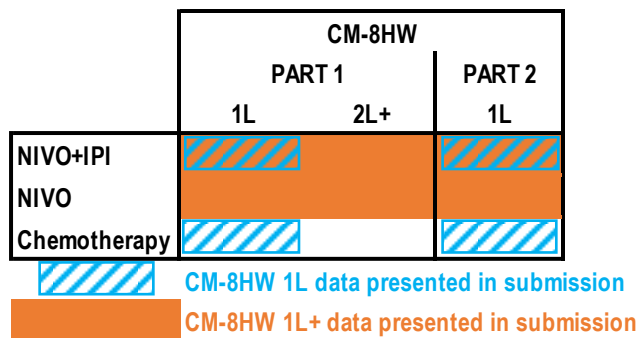 CM-8HW
PART 1 PART 2
1L 2L+ 1L
NIVO+IPI
NIVO
Chemotherapy
CM-8HW 1L data presented in submission
CM-8HW 1L+ data presented in submission